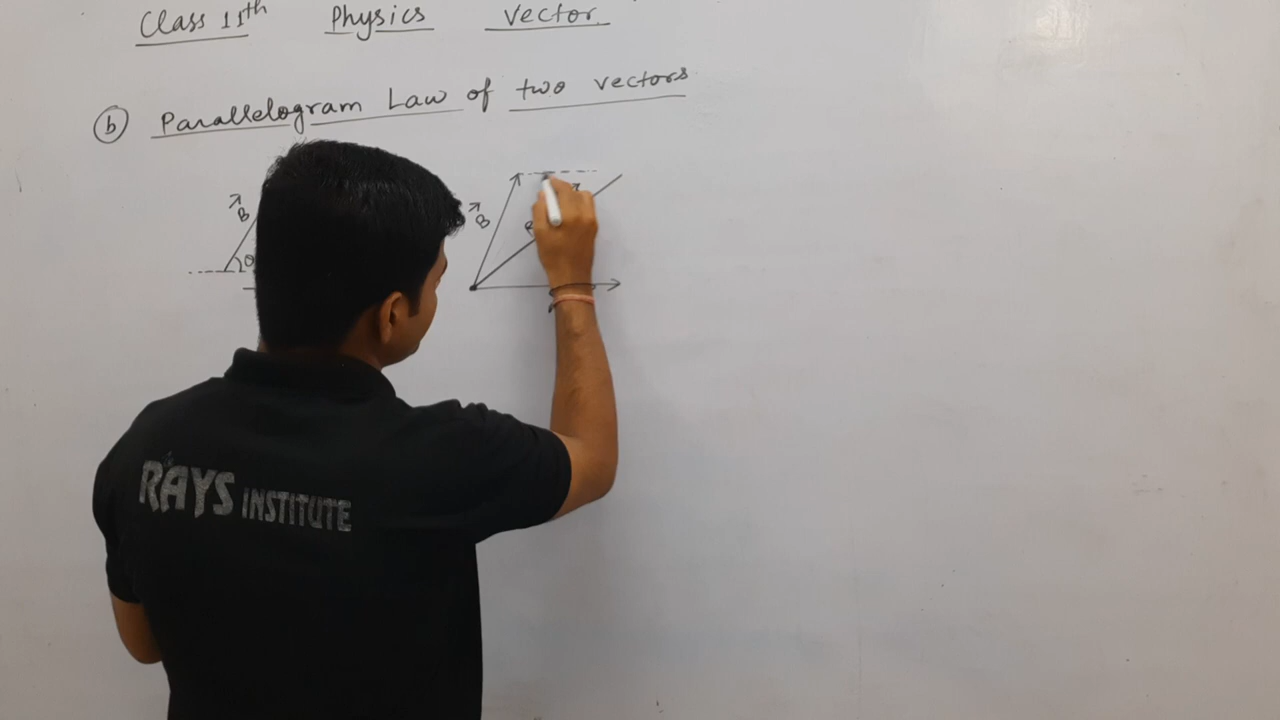 Class 11th Physics Vector
(b) Parallelogram Law of two vectors
B
θ
B
RAYS INSTITUTE